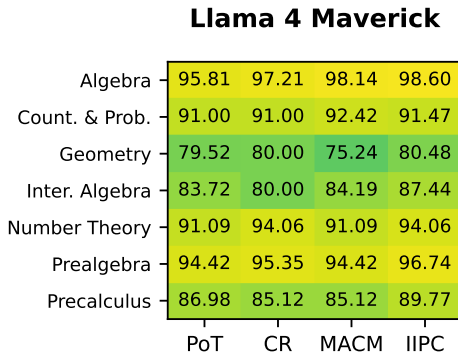 Llama 4 Maverick
Algebra 95.81 97.21 98.14 98.60
Count. & Prob. 91.00 91.00 92.42 91.47
Geometry 79.52 80.00 75.24 80.48
Inter. Algebra 83.72 80.00 84.19 87.44
Number Theory 91.09 94.06 91.09 94.06
Prealgebra 94.42 95.35 94.42 96.74
Precalculus 86.98 85.12 85.12 89.77
PoT CR MACM IIPC